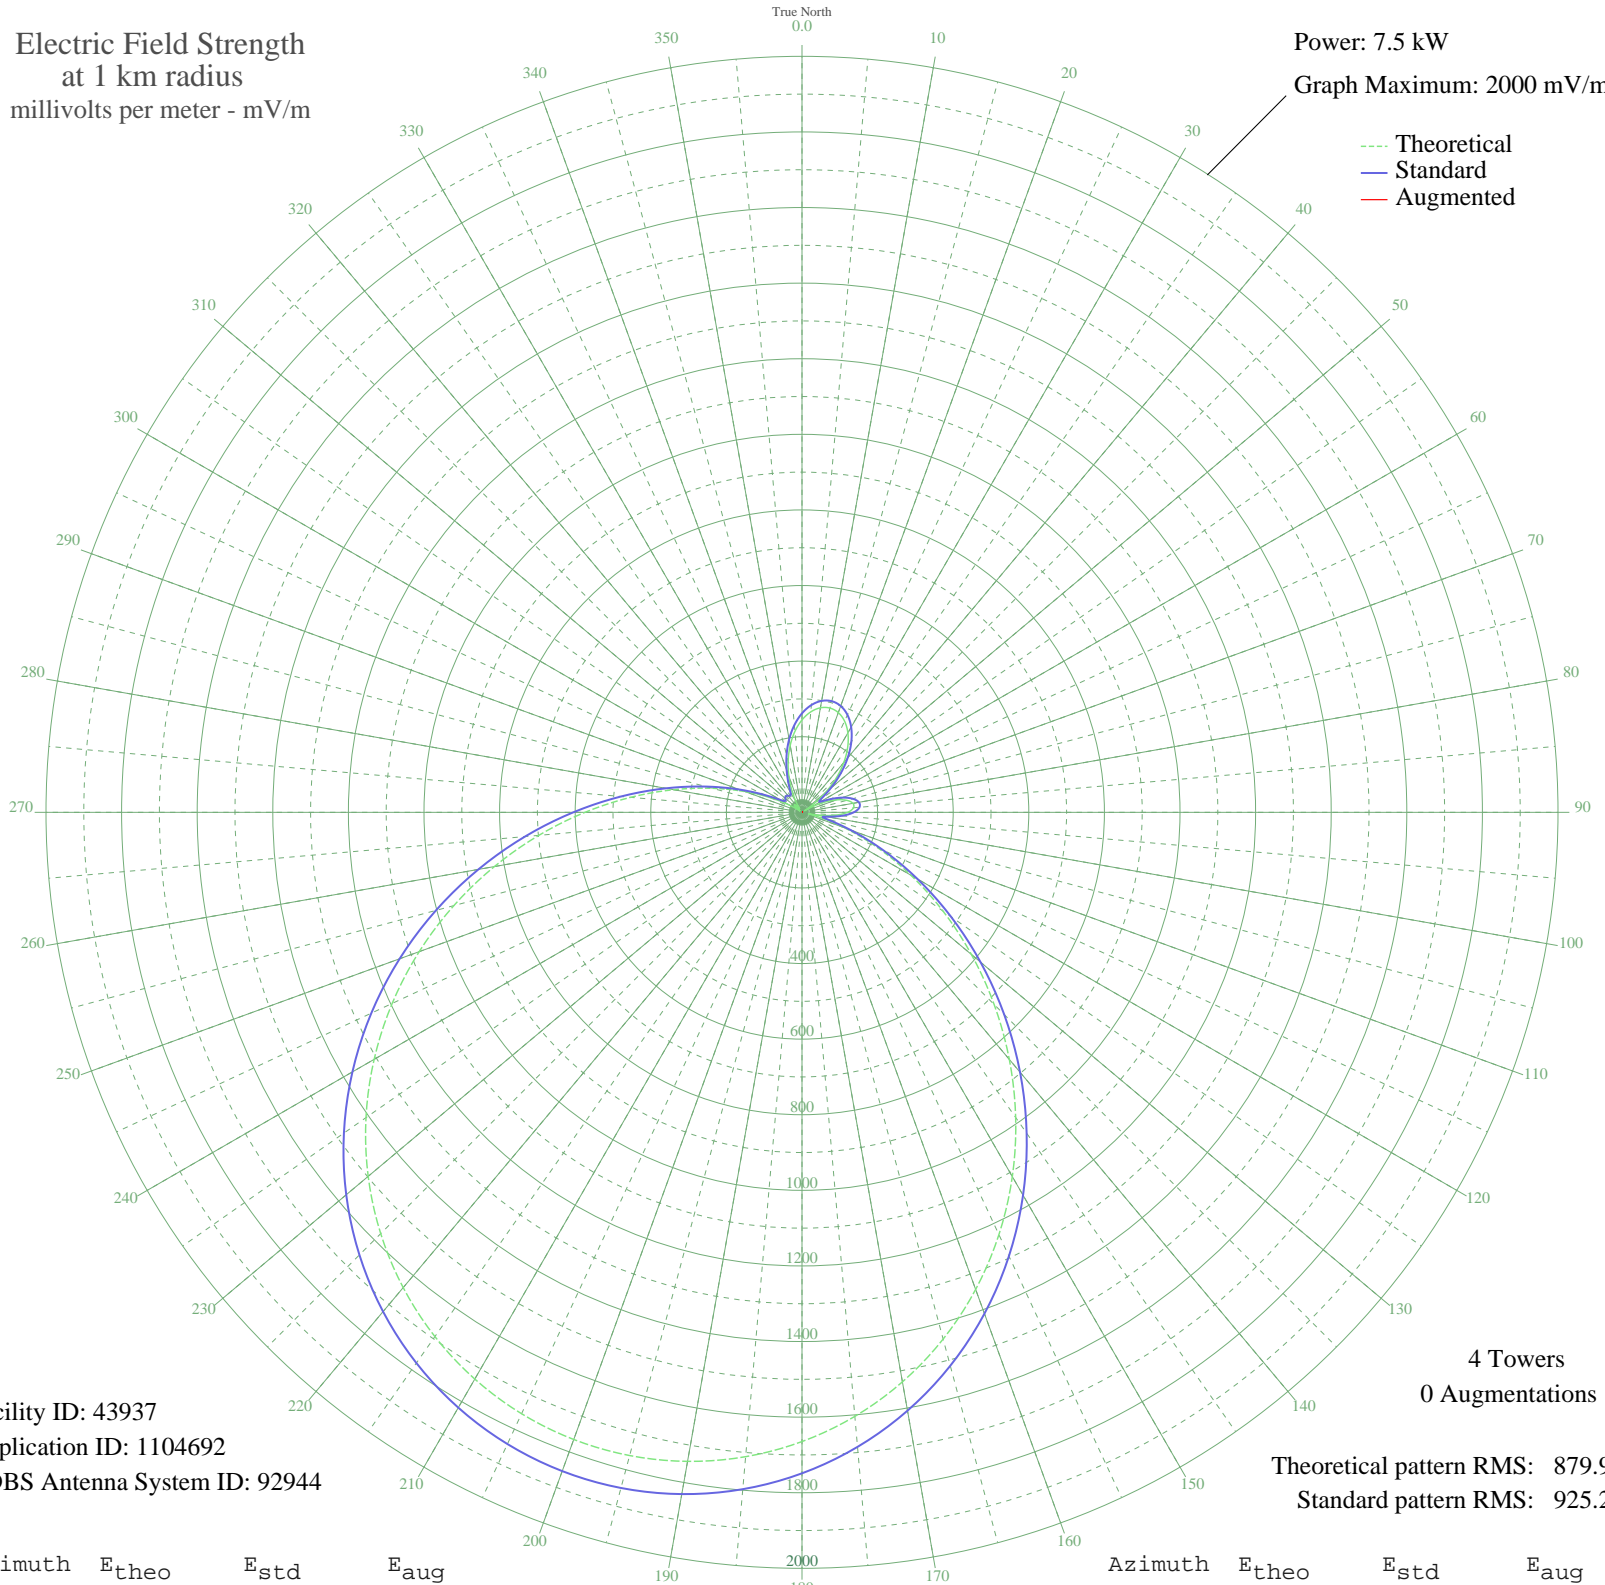 True North
0.0
Electric Field Strength
at 1 km radius
millivolts per meter - mV/m
Power: 7.5 kW
Graph Maximum: 2000 mV/m
Theoretical
Standard
Augmented
350
10
340
20
330
30
320
40
310
50
300
60
290
70
280
80
270
90
260
100
250
110
240
120
230
130
220
140
210
150
200
160
190
170
400
600
800
1000
1200
1400
1600
1800
2000
4 Towers
0 Augmentations
cility ID: 43937
plication ID: 1104692
DBS Antenna System ID: 92944
Theoretical pattern RMS: 879.9
Standard pattern RMS: 925.2
imuth Etheo Estd Eaug
Azimuth Etheo Estd Eaug